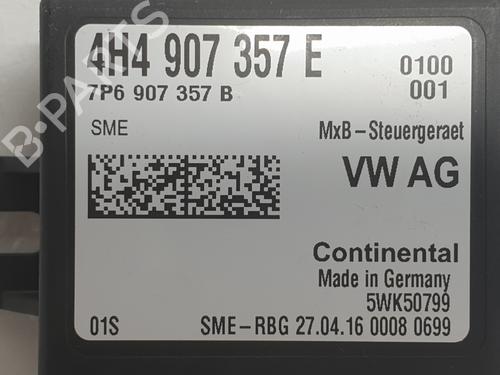 4H4 907 357 E
0100
7P6 907 357 B
001
SME
MxB-Steuergeraet
VW AG
Continental
Made in Germany
5WK50799
01S
SME-RBG 27.04.16 0008 0699
B-PARTS